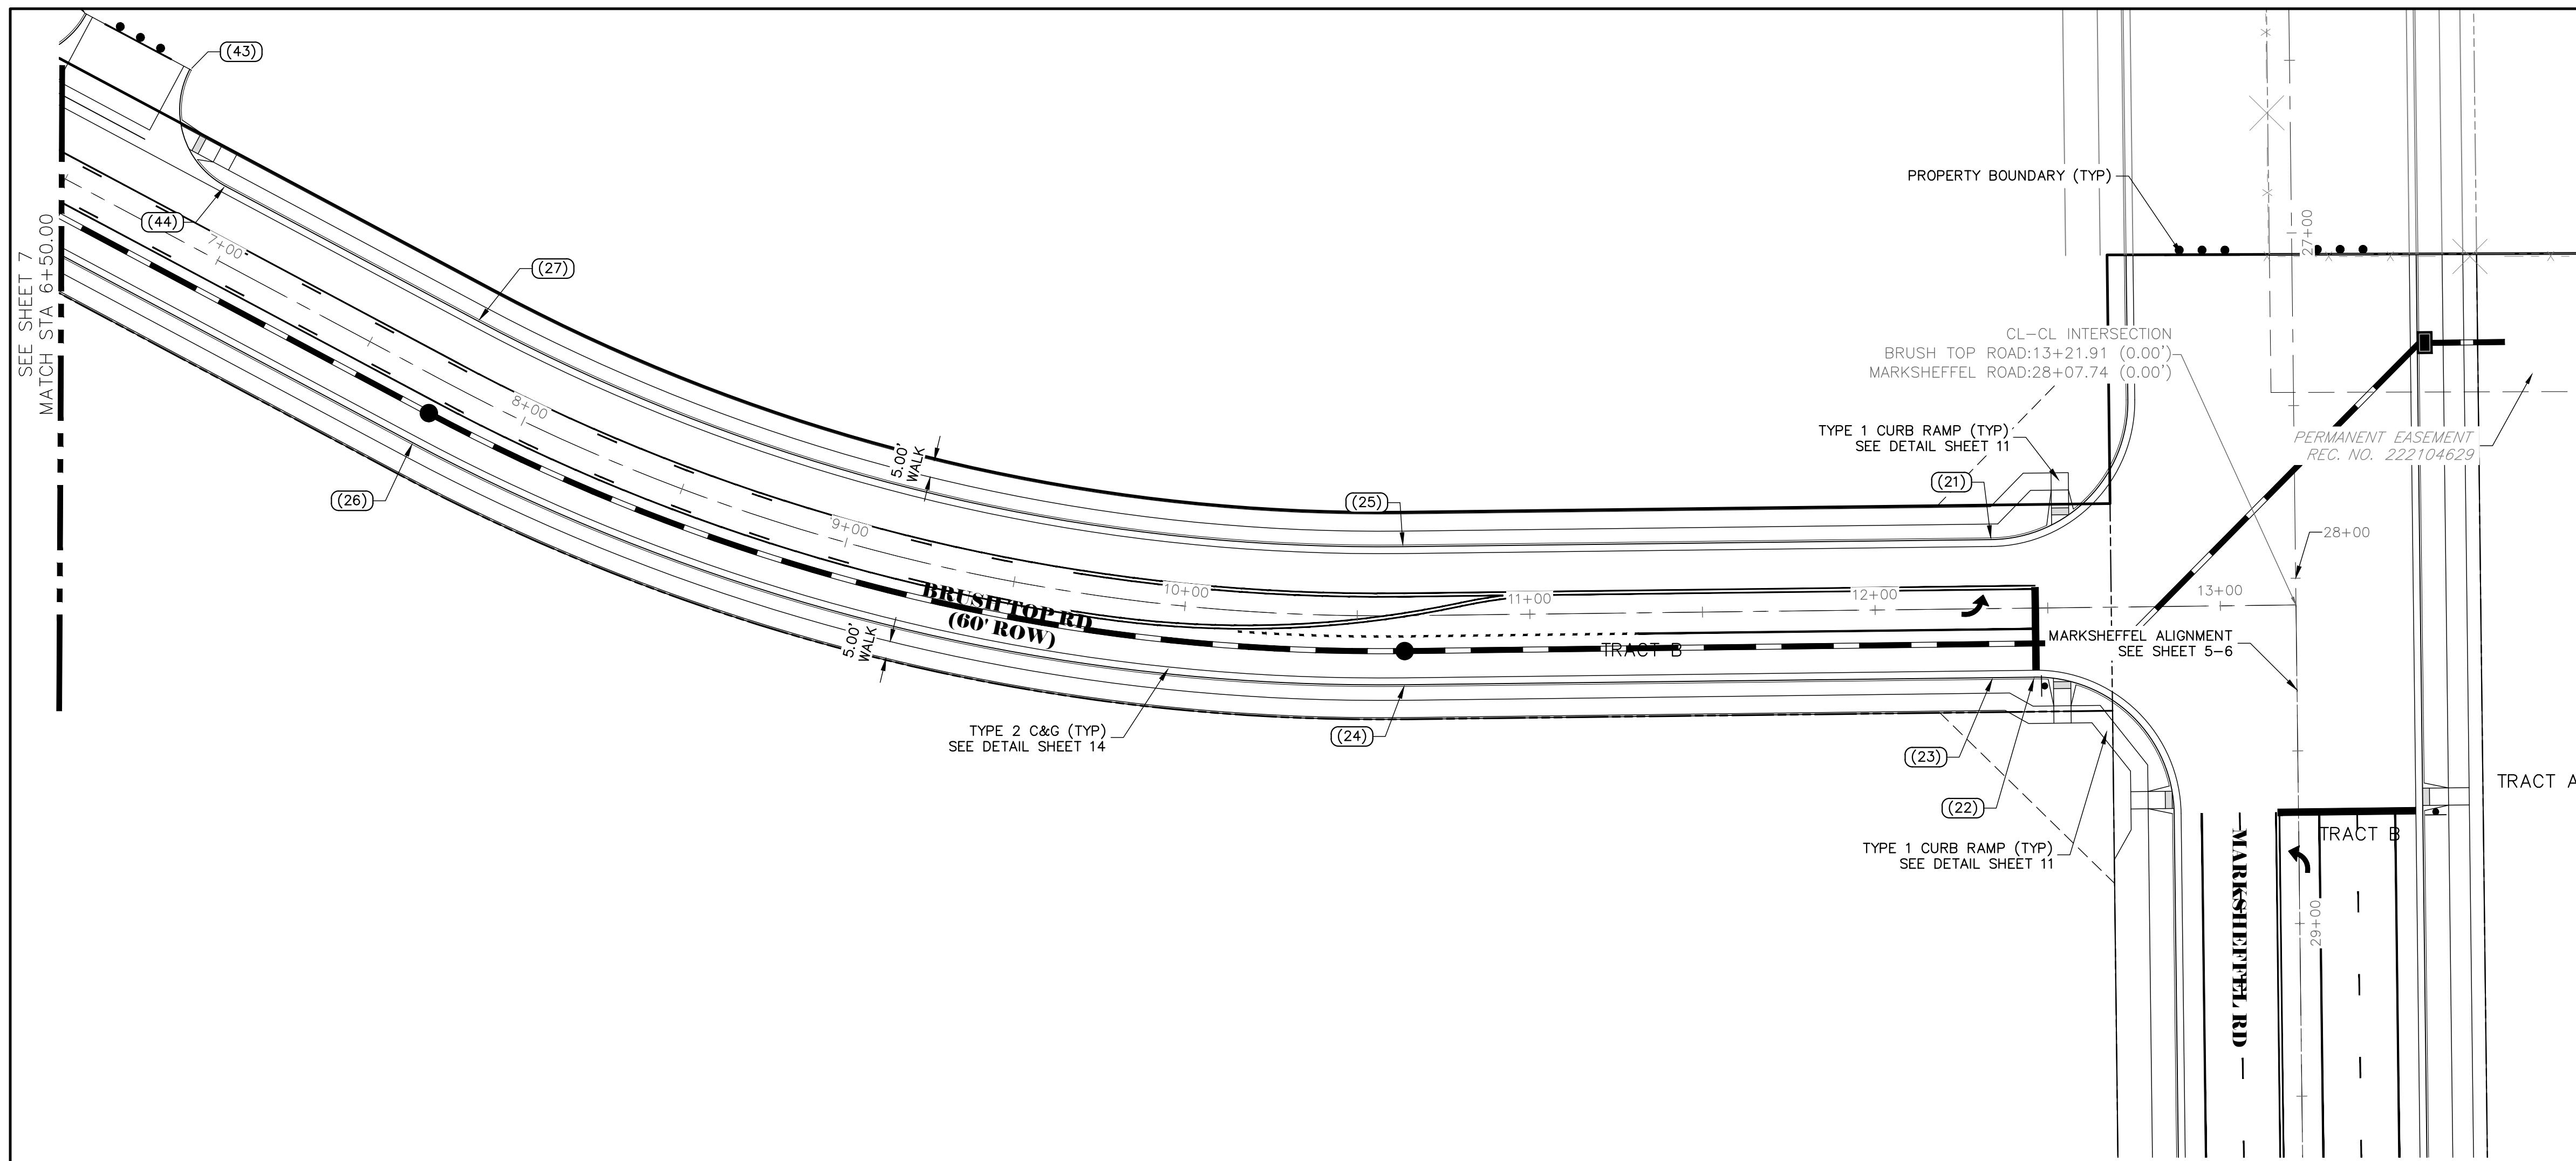 (43)
PROPERTY BOUNDARY (TYP)
(44)
7+00
27+00
SEE SHEET 7
MATCH STA 6+50.00
(27)
CL-CL INTERSECTION
BRUSH TOP ROAD:13+21.91 (0.00')
MARKSHEFFEL ROAD:28+07.74 (0.00')
8+00
TYPE 1 CURB RAMP (TYP)
SEE DETAIL SHEET 11
PERMANENT EASEMENT
REC. NO. 222104629
5.00'
WALK
(26)
(25)
(21)
9+00
28+00
10+00
11+00
12+00
13+00
BRUSH TOP RD
(60' ROW)
5.00'
WALK
TRACT B
MARKSHEFFEL ALIGNMENT
SEE SHEET 5-6
TYPE 2 C&G (TYP)
SEE DETAIL SHEET 14
(24)
(23)
TRACT A
(22)
TRACT B
TYPE 1 CURB RAMP (TYP)
SEE DETAIL SHEET 11
MARKSHEFFEL RD
29+00